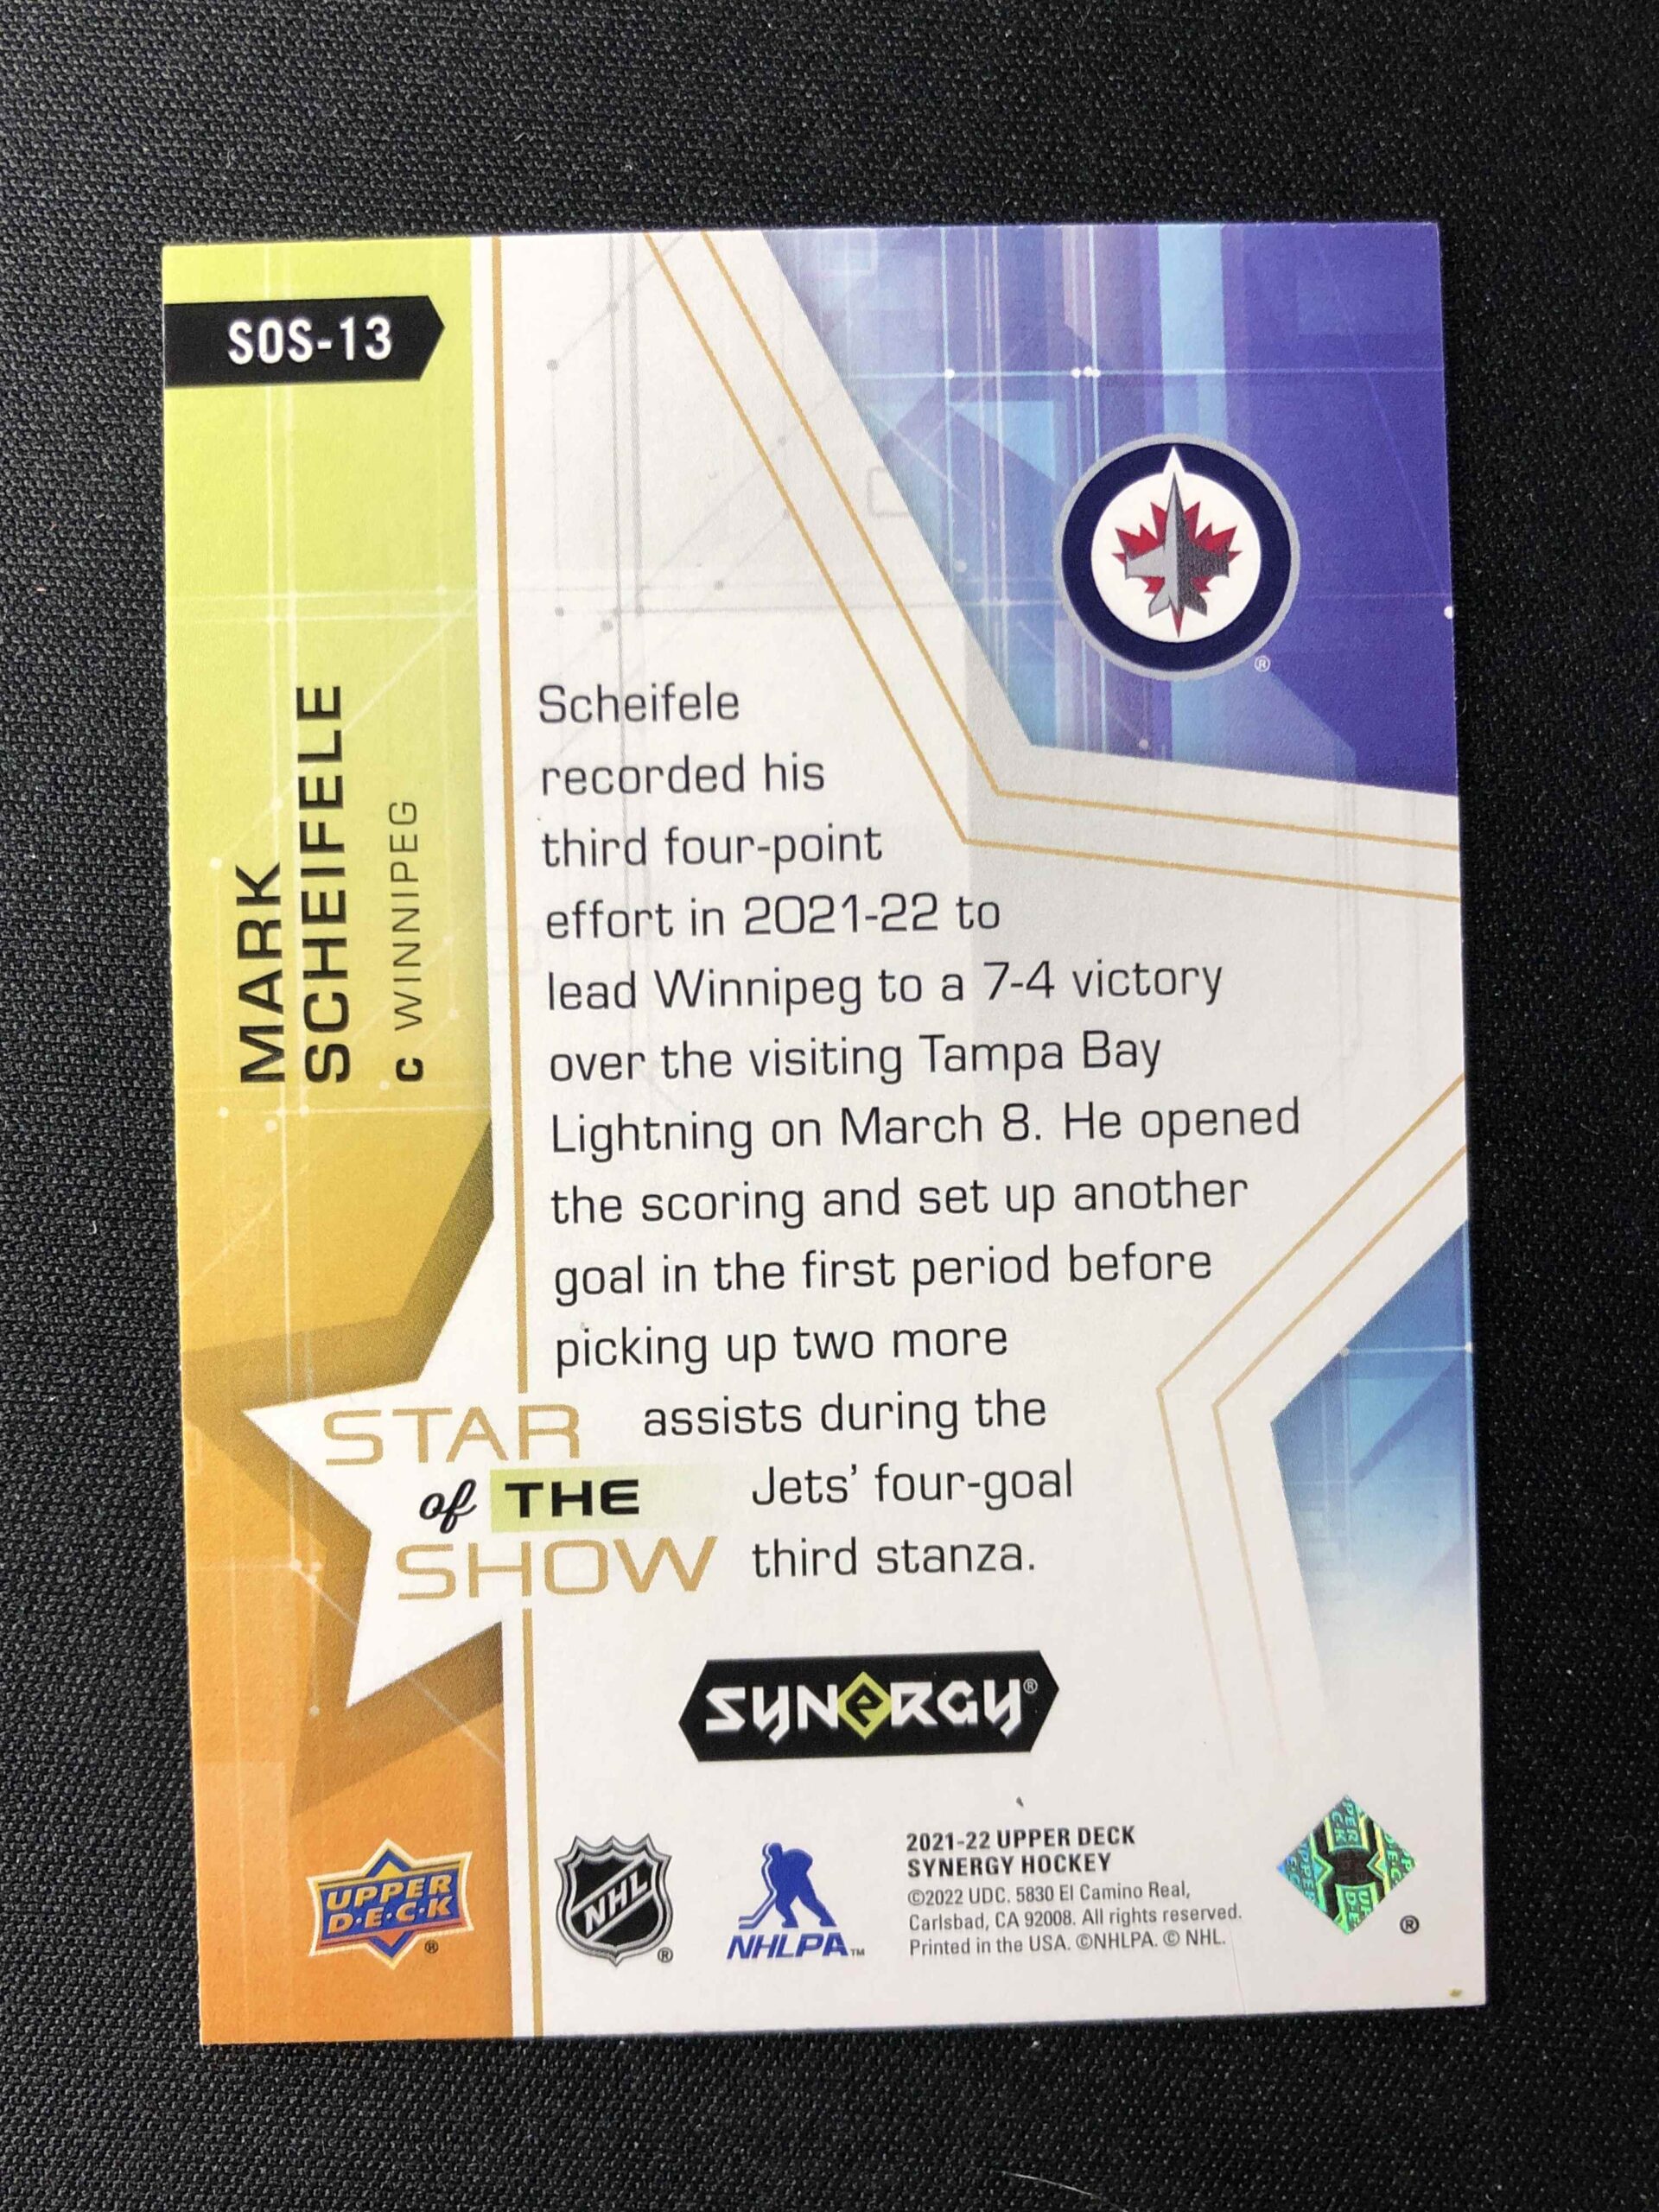 SOS-13
MARK
SCHEIFELE
C WINNIPEG
®
Scheifele
recorded his
third four-point
effort in 2021-22 to
lead Winnipeg to a 7-4 victory
over the visiting Tampa Bay
Lightning on March 8. He opened
the scoring and set up another
goal in the first period before
picking up two more
assists during the
Jets’ four-goal
third stanza.
STAR
of THE
SHOW
SYNERGY®
UPPER
D·E·C·K
®
NHL
®
NHLPA™
2021-22 UPPER DECK
SYNERGY HOCKEY
©2022 UDC. 5830 El Camino Real,
Carlsbad, CA 92008. All rights reserved.
Printed in the USA. ©NHLPA. © NHL.
®